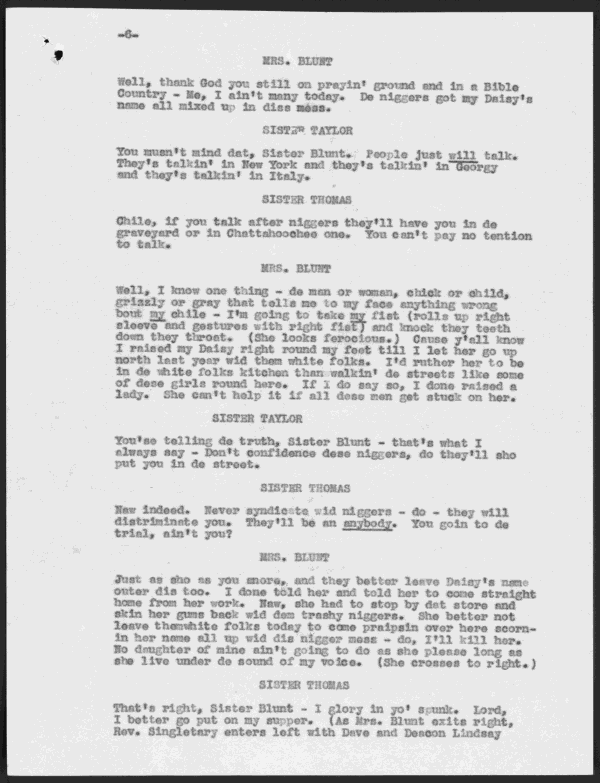 -6-
MRS. BLUNT
Well, thank God you still on prayin' ground and in a Bible
Country - Me, I ain't many today. De niggers got my Daisy's
name all mixed up in diss mess.
SISTER TAYLOR
You musn't mind dat, Sister Blunt. People just will talk.
They's talkin' in New York and they's talkin' in Georgy
and they's talkin' in Italy.
SISTER THOMAS
Chile, if you talk after niggers they'll have you in de
graveyard or in Chattahoochee one. You can't pay no tention
to talk.
MRS. BLUNT
Well, I know one thing - de man or woman, chick or child,
grizzly or gray that tells me to my face anything wrong
bout my chile - I'm going to take my fist (rolls up right
sleeve and gestures with right fist) and knock they teeth
down they throat. (She looks ferocious.) Cause y'all know
I raised my Daisy right round my feet till I let her go up
north last year wid them white folks. I'd ruther her to be
in de white folks kitchen than walkin' de streets like some
of dese girls round here. If I do say so, I done raised a
lady. She can't help it if all dese men get stuck on her.
SISTER TAYLOR
You'se telling de truth, Sister Blunt - that's what I
always say - Don't confidence dese niggers, do they'll sho
put you in de street.
SISTER THOMAS
Naw indeed. Never syndicate wid niggers - do - they will
distriminate you. They'll be an anybody. You goin to de
trial, ain't you?
MRS. BLUNT
Just as sho as you snore, and they better leave Daisy's name
outer dis too. I done told her and told her to come straight
home from her work. Naw, she had to stop by dat store and
skin her gums back wid dem trashy niggers. She better not
leave themwhite folks today to come praipsin over here scorn-
in her name all up wid dis nigger mess - do, I'll kill her.
No daughter of mine ain't going to do as she please long as
she live under de sound of my voice. (She crosses to right.)
SISTER THOMAS
That's right, Sister Blunt - I glory in yo' spunk. Lord,
I better go put on my supper. (As Mrs. Blunt exits right,
Rev. Singletary enters left with Dave and Deacon Lindsay